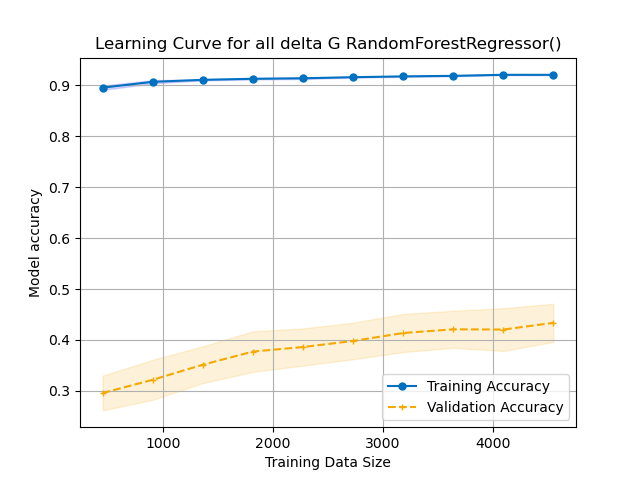 Learning Curve for all delta G RandomForestRegressor()
Model accuracy
0.9
0.8
0.7
0.6
0.5
0.4
0.3
Training Accuracy
Validation Accuracy
1000 2000 3000 4000
Training Data Size